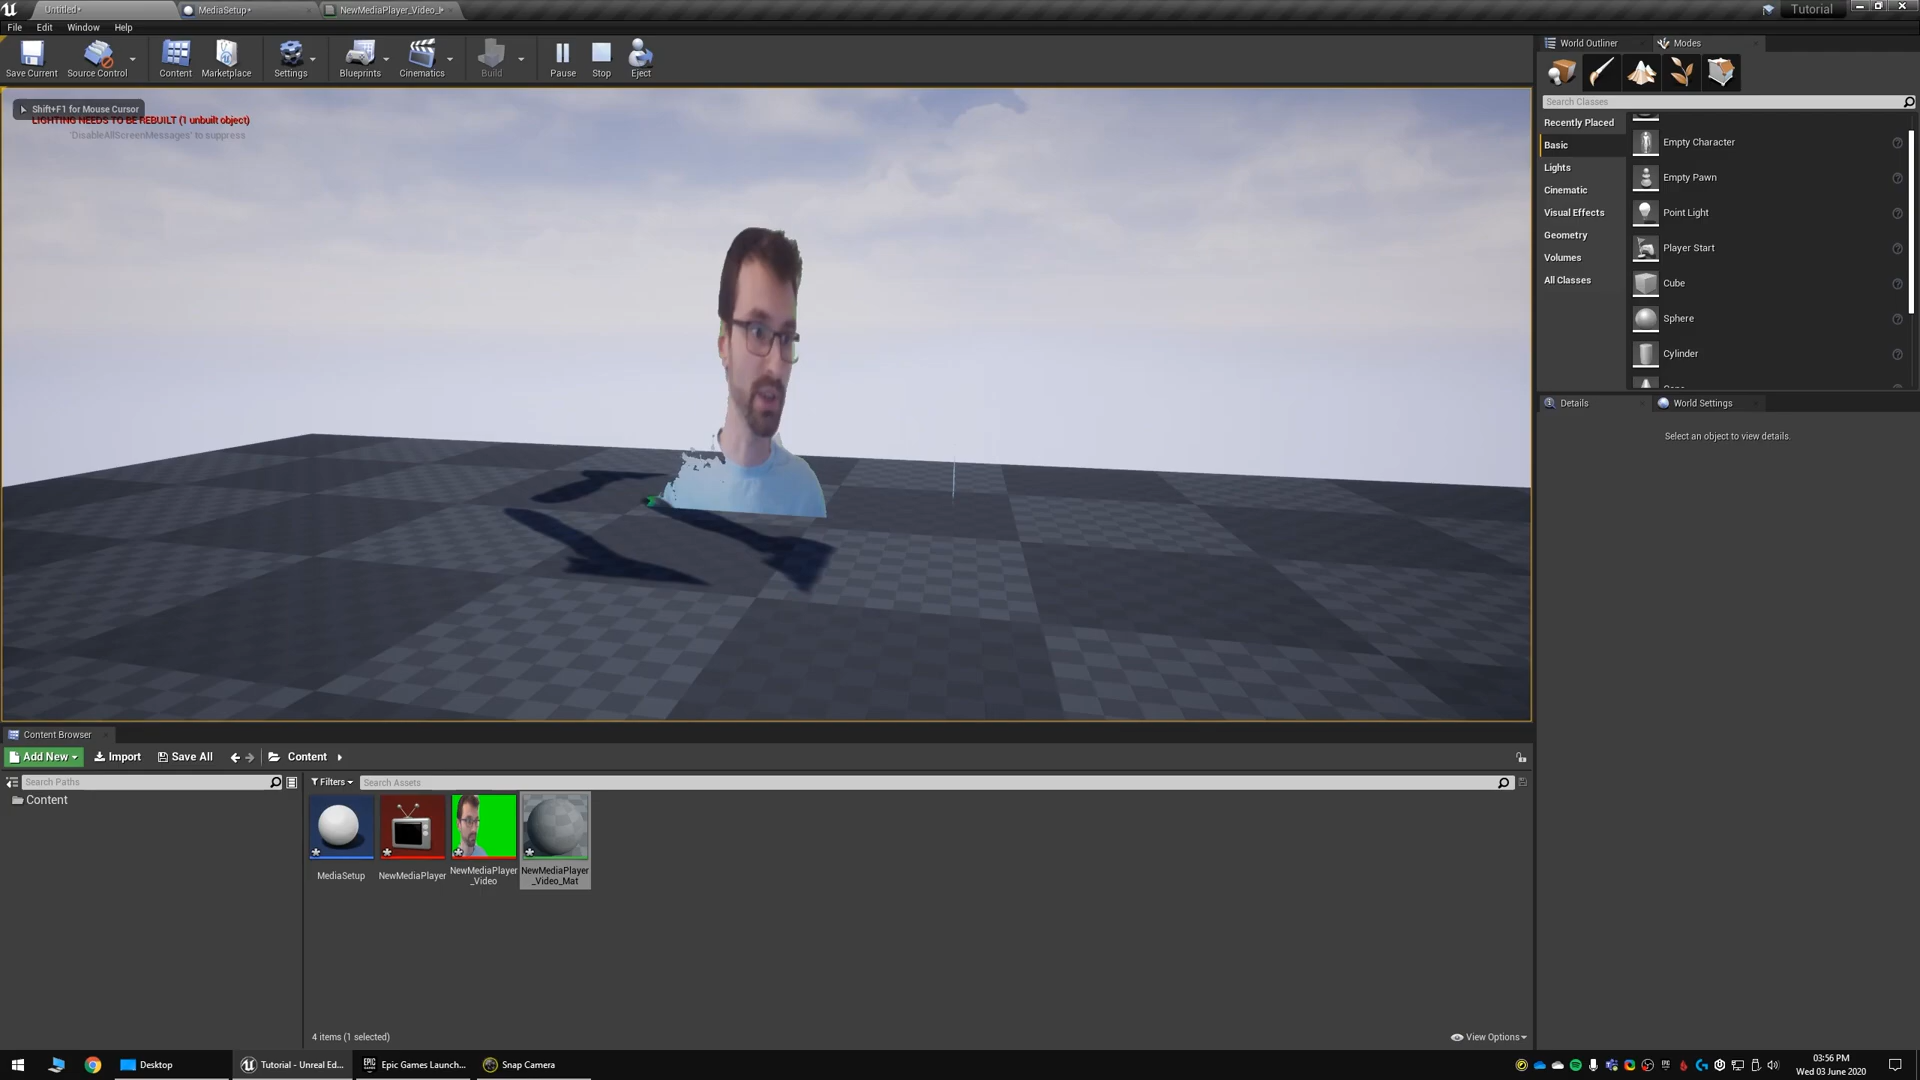 Untitled*
MediaSetup*
NewMediaPlayer_Video_M
Tutorial
File
Edit
Window
Help
World Outliner
Modes
Save Current
Source Control
Content
Marketplace
Settings
Blueprints
Cinematics
Build
Pause
Stop
Eject
Search Classes
Shift+F1 for Mouse Cursor
LIGHTING NEEDS TO BE REBUILT (1 unbuilt object)
'DisableAllScreenMessages' to suppress
Recently Placed
Basic
Lights
Cinematic
Visual Effects
Geometry
Volumes
All Classes
Empty Character
Empty Pawn
Point Light
Player Start
Cube
Sphere
Cylinder
Details
World Settings
Select an object to view details.
Content Browser
Add New
Import
Save All
Content
Search Paths
Filters
Search Assets
Content
MediaSetup
NewMediaPlayer
NewMediaPlayer
_Video
NewMediaPlayer
_Video_Mat
4 items (1 selected)
View Options
Desktop
Tutorial - Unreal Ed...
Epic Games Launch...
Snap Camera
03:56 PM
Wed 03 June 2020